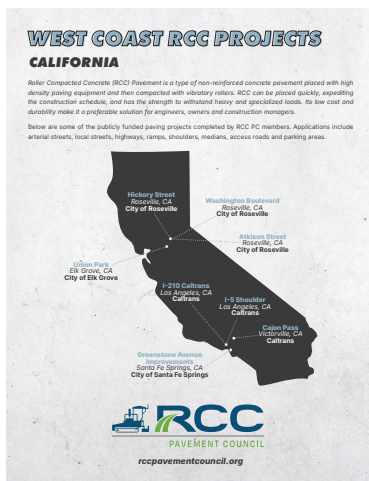 WEST COAST RCC PROJECTS
CALIFORNIA
Roller Compacted Concrete (RCC) Pavement is a type of non-reinforced concrete pavement placed with high
density paving equipment and then compacted with vibratory rollers. RCC can be placed quickly, expediting
the construction schedule, and has the strength to withstand heavy and specialized loads. Its low cost and
durability make it a preferable solution for engineers, owners and construction managers.
Below are some of the publicly funded paving projects completed by RCC PC members. Applications include
arterial streets, local streets, highways, ramps, shoulders, medians, access roads and parking areas.
Hickory Street
Roseville, CA
City of Roseville
Washington Boulevard
Roseville, CA
City of Roseville
Atkison Street
Roseville, CA
City of Roseville
Union Park
Elk Grove, CA
City of Elk Grove
I-210 Caltrans
Los Angeles, CA
Caltrans
I-5 Shoulder
Los Angeles, CA
Caltrans
Cajon Pass
Victorville, CA
Caltrans
Greenstone Avenue
Improvements
Santa Fe Springs, CA
City of Santa Fe Springs
RCC
PAVEMENT COUNCIL
rccpavementcouncil.org